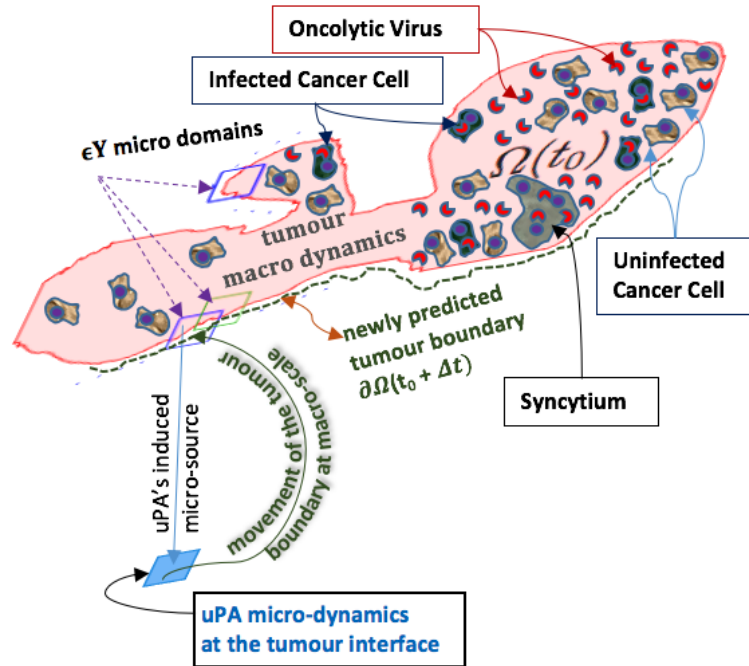 Oncolytic Virus
Infected Cancer Cell
ϵY micro domains
Ω(t₀)
tumour
macro dynamics
Uninfected
Cancer Cell
newly predicted
tumour boundary
∂Ω(t₀ + Δt)
Syncytium
uPA's induced
micro-source
movement of the tumour
boundary at macro-scale
uPA micro-dynamics
at the tumour interface